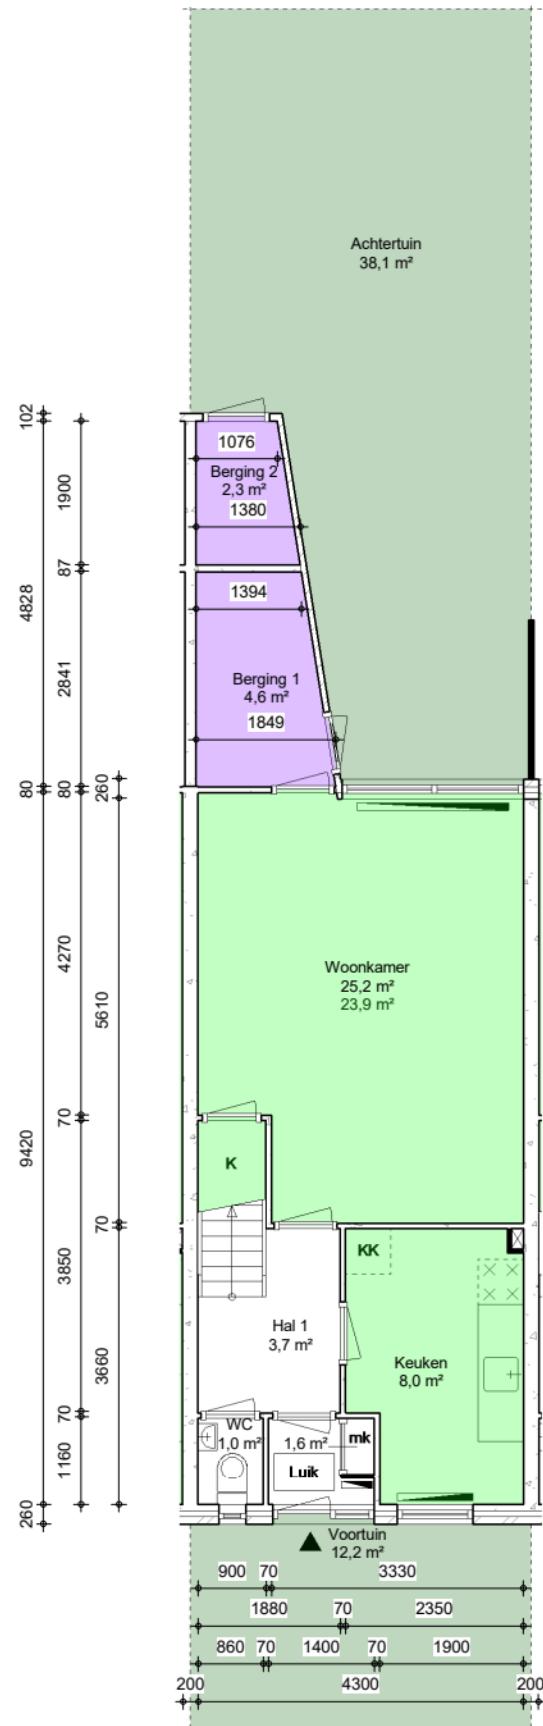 Achtertuin
38,1 m²
102
1900
87
4828
2841
80
80
260
1076
Berging 2
2,3 m²
1380
1394
Berging 1
4,6 m²
1849
4270
5610
9420
70
70
3850
3660
70
1160
260
Woonkamer
25,2 m²
23,9 m²
K
KK
Hal 1
3,7 m²
Keuken
8,0 m²
WC
1,0 m²
1,6 m²
mk
Luik
Voortuin
12,2 m²
900 70 3330
1880 70 2350
860 70 1400 70 1900
200 4300 200